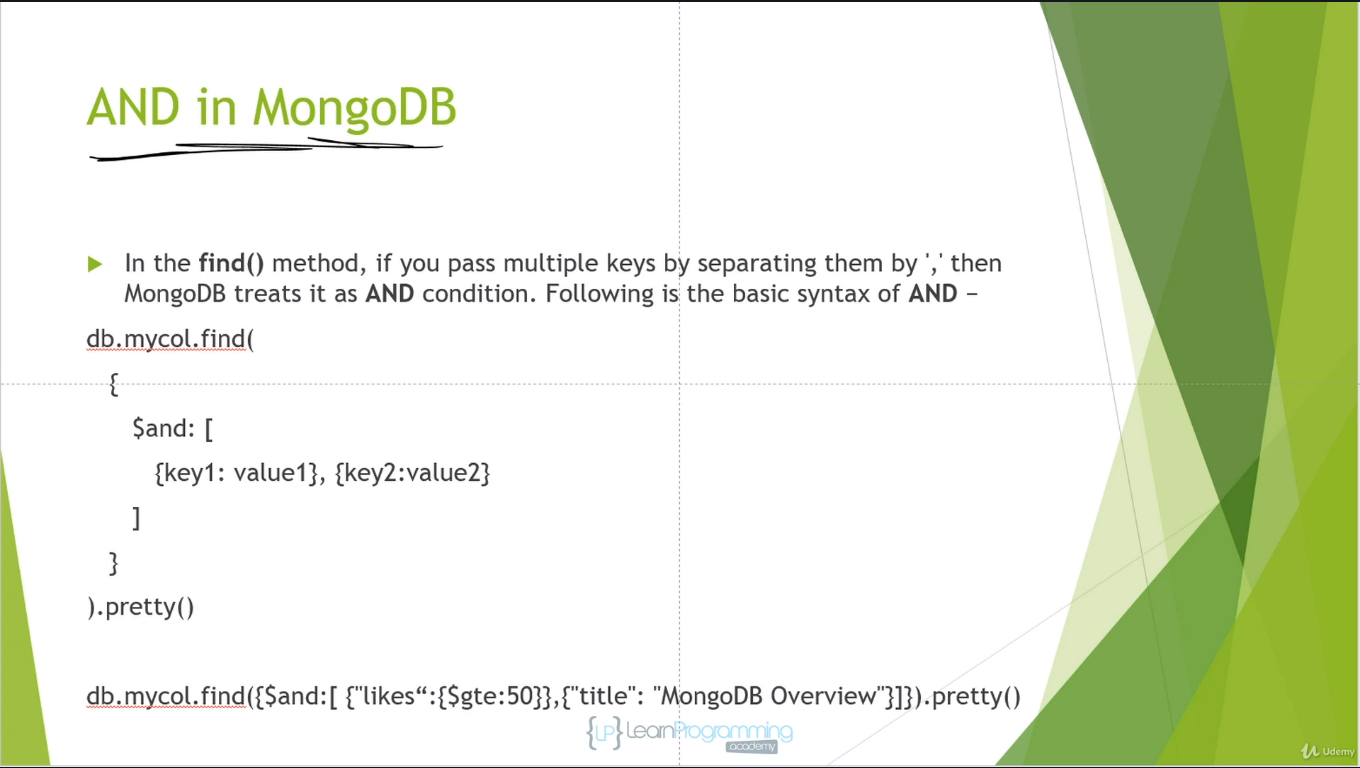 AND in MongoDB
In the find() method, if you pass multiple keys by separating them by ',' then
MongoDB treats it as AND condition. Following is the basic syntax of AND −
db.mycol.find(
{
$and: [
{key1: value1}, {key2:value2}
]
}
).pretty()
db.mycol.find({$and:[ {"likes“:{$gte:50}},{"title": "MongoDB Overview"}]}).pretty()
{LP} LearnProgramming
academy
Udemy